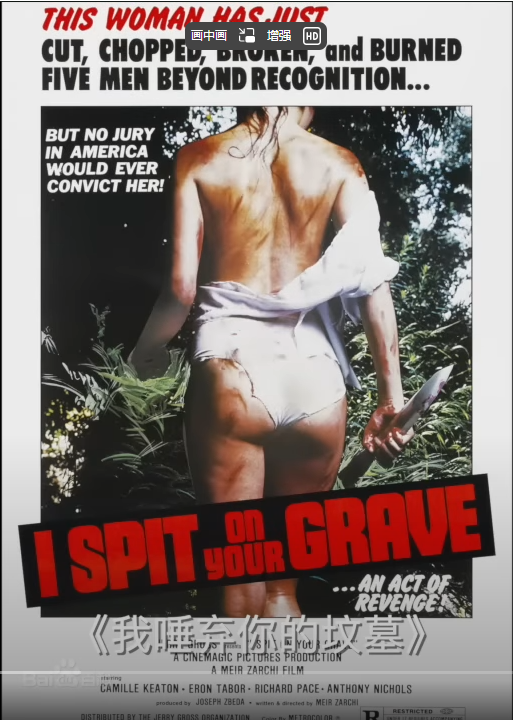 THIS WOMAN HAS JUST
CUT, CHOPPED, BROKEN, and BURNED
FIVE MEN BEYOND RECOGNITION...
画中画 增强 HD
BUT NO JURY
IN AMERICA
WOULD EVER
CONVICT HER!
I SPIT on YOUR GRAVE
...AN ACT OF
REVENGE!
《我唾弃你的坟墓》
A CINEMAGIC PICTURES PRODUCTION
A MEIR ZARCHI FILM
starring
CAMILLE KEATON · ERON TABOR · RICHARD PACE · ANTHONY NICHOLS
produced by JOSEPH ZBEDA · written & directed by MEIR ZARCHI
DISTRIBUTED BY THE JERRY GROSS ORGANIZATION
R RESTRICTED